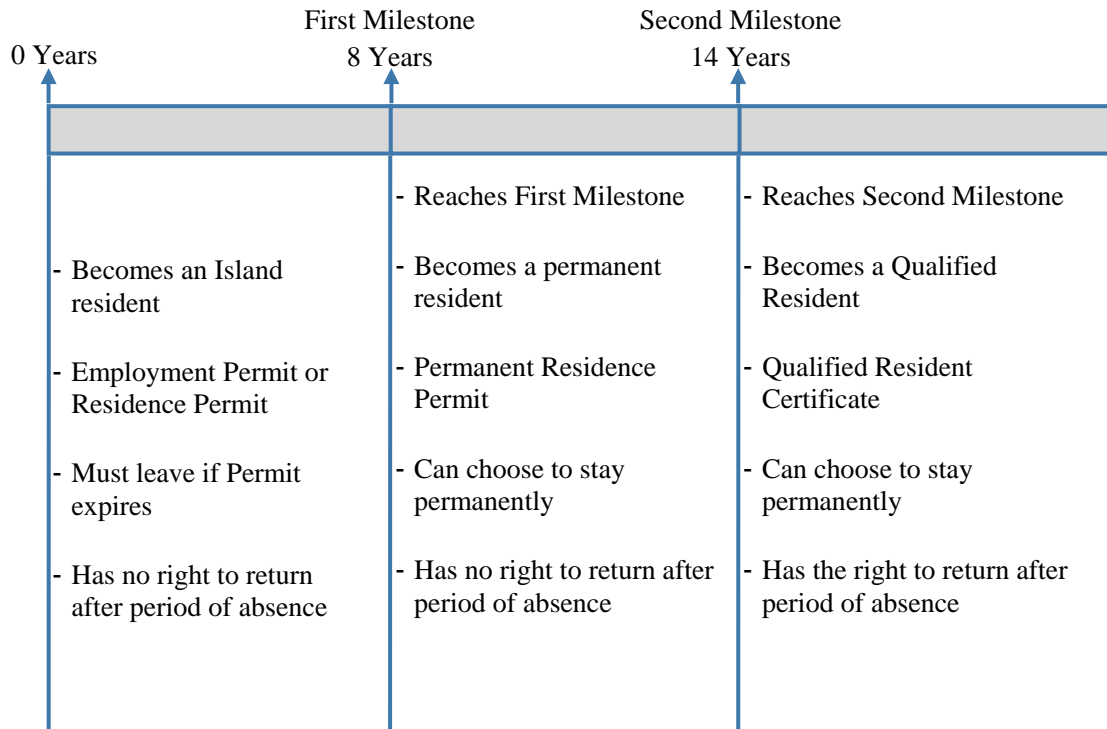 First Milestone
Second Milestone
0 Years
8 Years
14 Years
- Becomes an Island
resident
- Employment Permit or
Residence Permit
- Must leave if Permit
expires
- Has no right to return
after period of absence
- Reaches First Milestone
- Becomes a permanent
resident
- Permanent Residence
Permit
- Can choose to stay
permanently
- Has no right to return after
period of absence
- Reaches Second Milestone
- Becomes a Qualified
Resident
- Qualified Resident
Certificate
- Can choose to stay
permanently
- Has the right to return after
period of absence